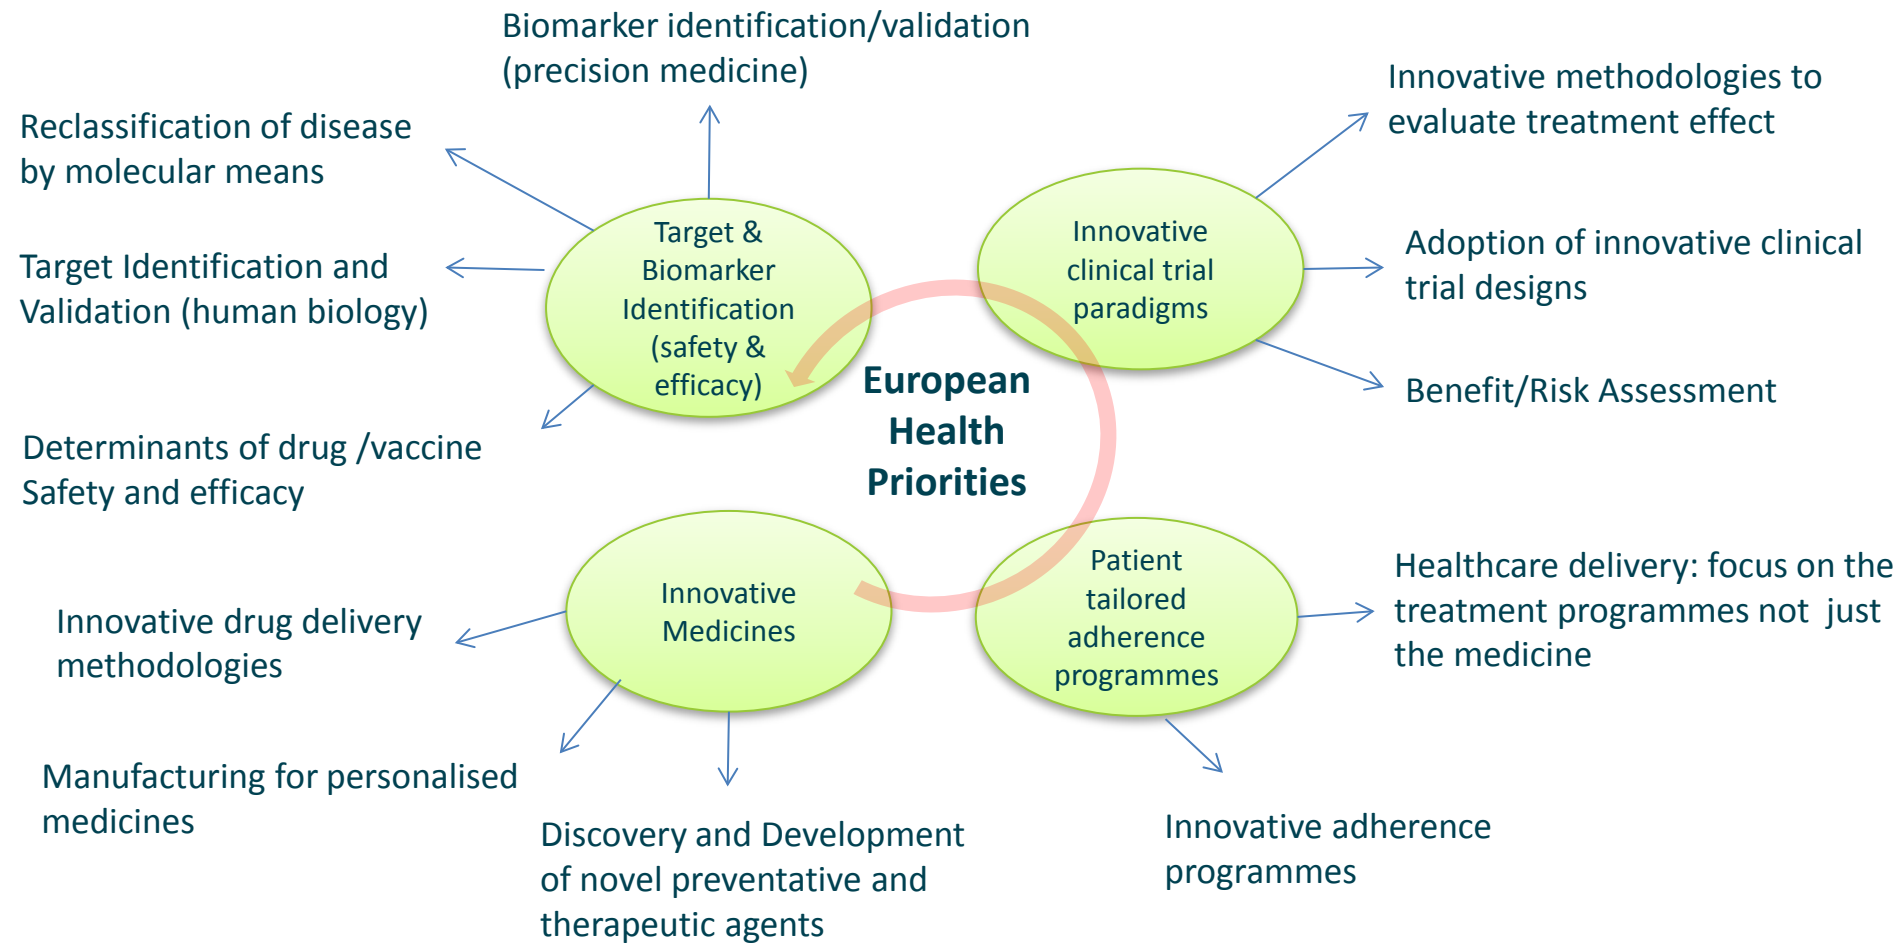 Biomarker identification/validation
(precision medicine)
Reclassification of disease
by molecular means
Target Identification and
Validation (human biology)
Determinants of drug /vaccine
Safety and efficacy
Target &
Biomarker
Identification
(safety &
efficacy)
Innovative
clinical trial
paradigms
Innovative methodologies to
evaluate treatment effect
Adoption of innovative clinical
trial designs
Benefit/Risk Assessment
European
Health
Priorities
Innovative
Medicines
Innovative drug delivery
methodologies
Manufacturing for personalised
medicines
Discovery and Development
of novel preventative and
therapeutic agents
Patient
tailored
adherence
programmes
Healthcare delivery: focus on the
treatment programmes not  just
the medicine
Innovative adherence
programmes